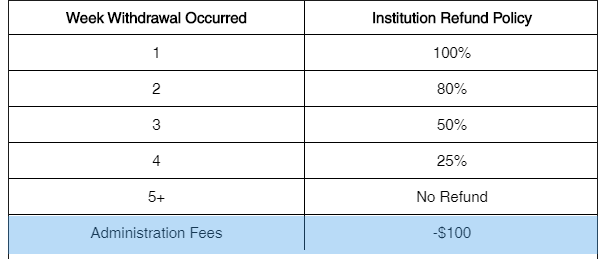 Week Withdrawal Occurred Institution Refund Policy
1 100%
2 80%
3 50%
4 25%
5+ No Refund
Administration Fees -$100